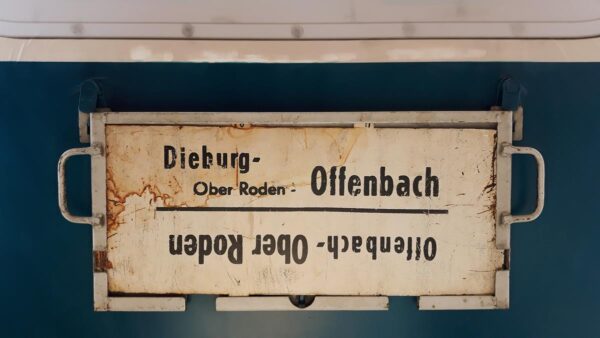 Dieburg-
Ober Roden - Offenbach
Offenbach - Ober Roden